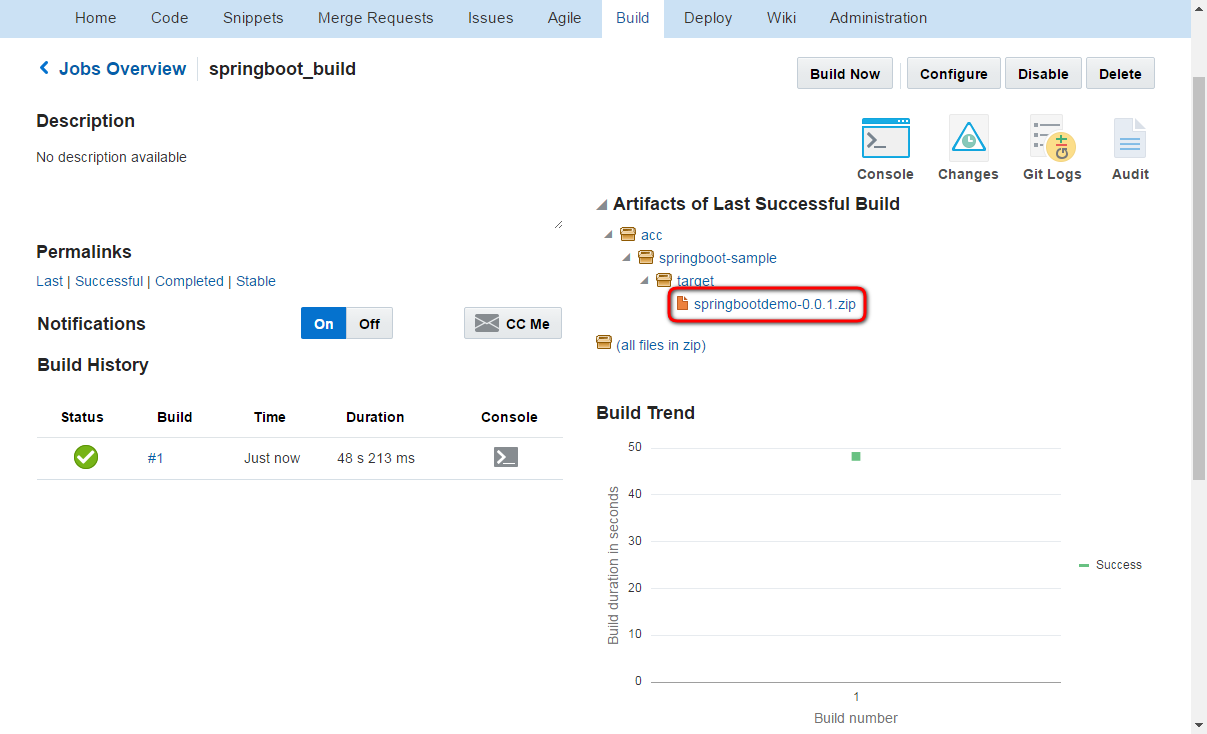 Home Code Snippets Merge Requests Issues Agile Build Deploy Wiki Administration
Jobs Overview springboot_build
Build Now Configure Disable Delete
Description
No description available
Console Changes Git Logs Audit
Artifacts of Last Successful Build
acc
springboot-sample
target
springbootdemo-0.0.1.zip
(all files in zip)
Permalinks
Last | Successful | Completed | Stable
Notifications On Off CC Me
Build History
Status Build Time Duration Console
#1 Just now 48 s 213 ms
Build Trend
50
40
30
20
10
0
Build duration in seconds
1
Build number
Success